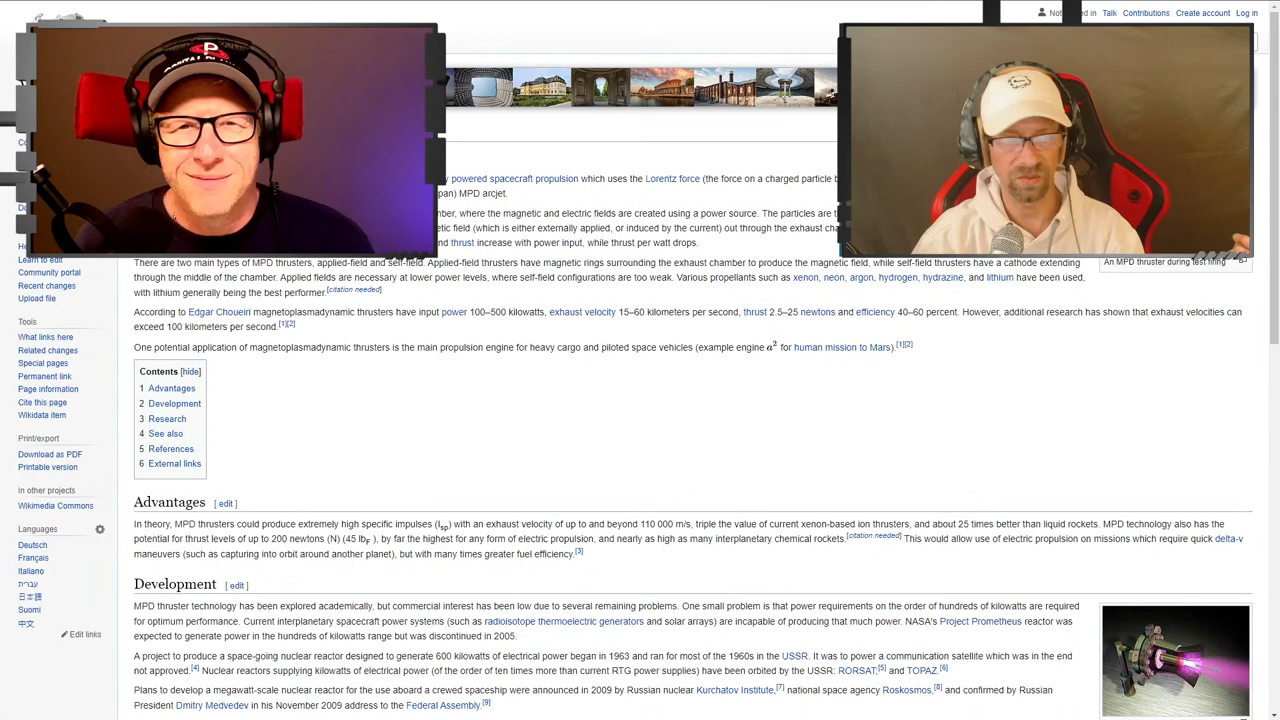 Not logged in Talk Contributions Create account Log in
P
powered spacecraft propulsion which uses the Lorentz force (the force on a charged particle b
pan) MPD arcjet.
ber, where the magnetic and electric fields are created using a power source. The particles are t
etic field (which is either externally applied, or induced by the current) out through the exhaust cha
nd thrust increase with power input, while thrust per watt drops.
There are two main types of MPD thrusters, applied-field and self-field. Applied-field thrusters have magnetic rings surrounding the exhaust chamber to produce the magnetic field, while self-field thrusters have a cathode extending
through the middle of the chamber. Applied fields are necessary at lower power levels, where self-field configurations are too weak. Various propellants such as xenon, neon, argon, hydrogen, hydrazine, and lithium have been used,
with lithium generally being the best performer.[citation needed]
An MPD thruster during test firing
According to Edgar Choueiri magnetoplasmadynamic thrusters have input power 100–500 kilowatts, exhaust velocity 15–60 kilometers per second, thrust 2.5–25 newtons and efficiency 40–60 percent. However, additional research has shown that exhaust velocities can
exceed 100 kilometers per second.[1][2]
One potential application of magnetoplasmadynamic thrusters is the main propulsion engine for heavy cargo and piloted space vehicles (example engine a² for human mission to Mars).[1][2]
Contents [hide]
1 Advantages
2 Development
3 Research
4 See also
5 References
6 External links
Advantages [ edit ]
In theory, MPD thrusters could produce extremely high specific impulses (Isp) with an exhaust velocity of up to and beyond 110 000 m/s, triple the value of current xenon-based ion thrusters, and about 25 times better than liquid rockets. MPD technology also has the
potential for thrust levels of up to 200 newtons (N) (45 lbF ), by far the highest for any form of electric propulsion, and nearly as high as many interplanetary chemical rockets.[citation needed] This would allow use of electric propulsion on missions which require quick delta-v
maneuvers (such as capturing into orbit around another planet), but with many times greater fuel efficiency.[3]
Development [ edit ]
MPD thruster technology has been explored academically, but commercial interest has been low due to several remaining problems. One small problem is that power requirements on the order of hundreds of kilowatts are required
for optimum performance. Current interplanetary spacecraft power systems (such as radioisotope thermoelectric generators and solar arrays) are incapable of producing that much power. NASA's Project Prometheus reactor was
expected to generate power in the hundreds of kilowatts range but was discontinued in 2005.
A project to produce a space-going nuclear reactor designed to generate 600 kilowatts of electrical power began in 1963 and ran for most of the 1960s in the USSR. It was to power a communication satellite which was in the end
not approved.[4] Nuclear reactors supplying kilowatts of electrical power (of the order of ten times more than current RTG power supplies) have been orbited by the USSR: RORSAT;[5] and TOPAZ.[6]
Plans to develop a megawatt-scale nuclear reactor for the use aboard a crewed spaceship were announced in 2009 by Russian nuclear Kurchatov Institute,[7] national space agency Roskosmos,[8] and confirmed by Russian
President Dmitry Medvedev in his November 2009 address to the Federal Assembly.[9]
Learn to edit
Community portal
Recent changes
Upload file
Tools
What links here
Related changes
Special pages
Permanent link
Page information
Cite this page
Wikidata item
Print/export
Download as PDF
Printable version
In other projects
Wikimedia Commons
Languages
Deutsch
Français
Italiano
עברית
日本語
Suomi
中文
Edit links